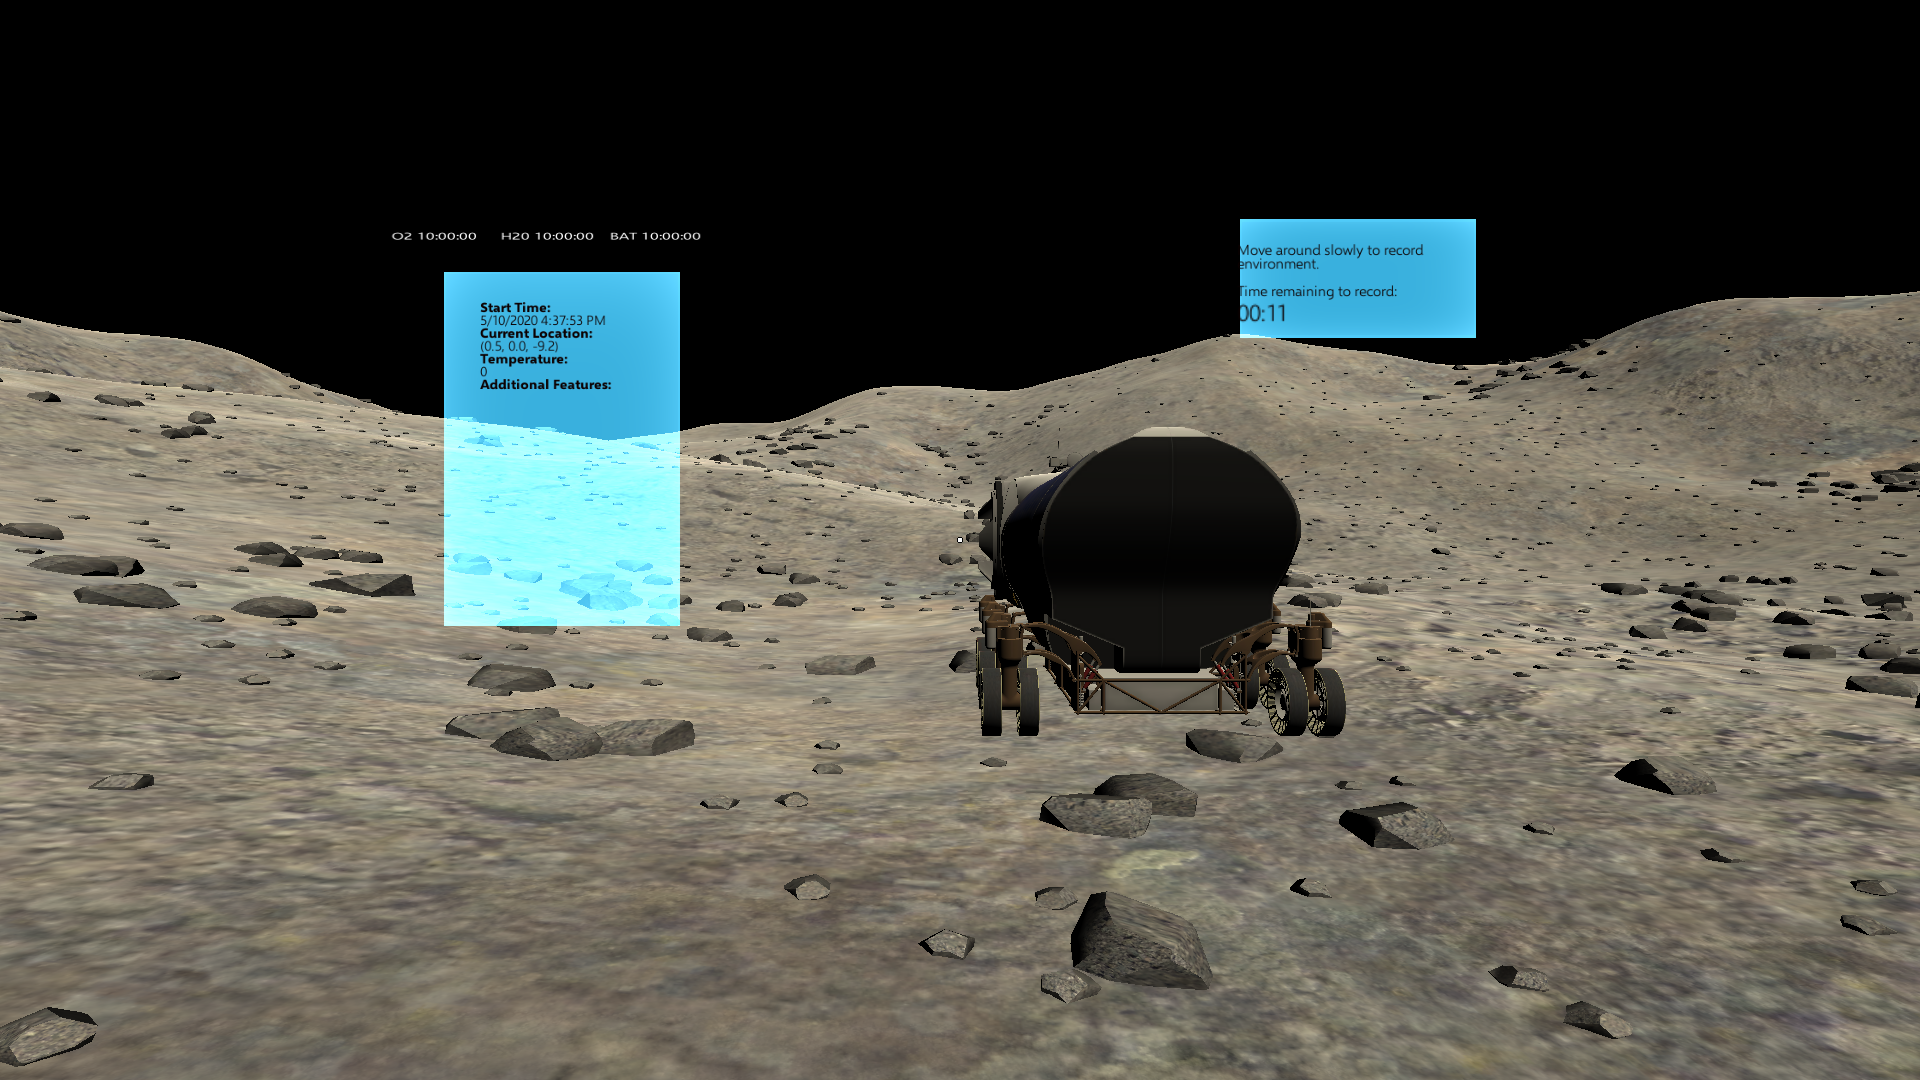 O2 10:00:00 H20 10:00:00 BAT 10:00:00
Start Time:
5/10/2020 4:37:53 PM
Current Location:
(0.5, 0.0, -9.2)
Temperature:
0
Additional Features:
Move around slowly to record
environment.
Time remaining to record:
00:11